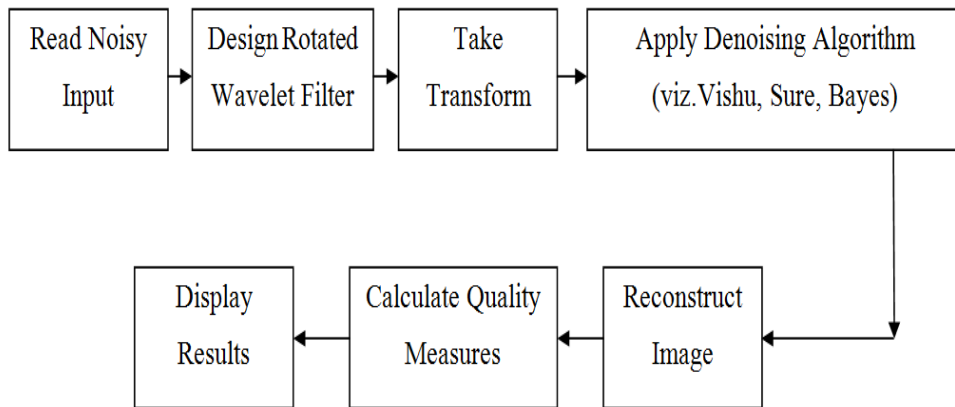 Read Noisy
Input
Design Rotated
Wavelet Filter
Take
Transform
Apply Denoising Algorithm
(viz.Vishu, Sure, Bayes)
Reconstruct
Image
Calculate Quality
Measures
Display
Results